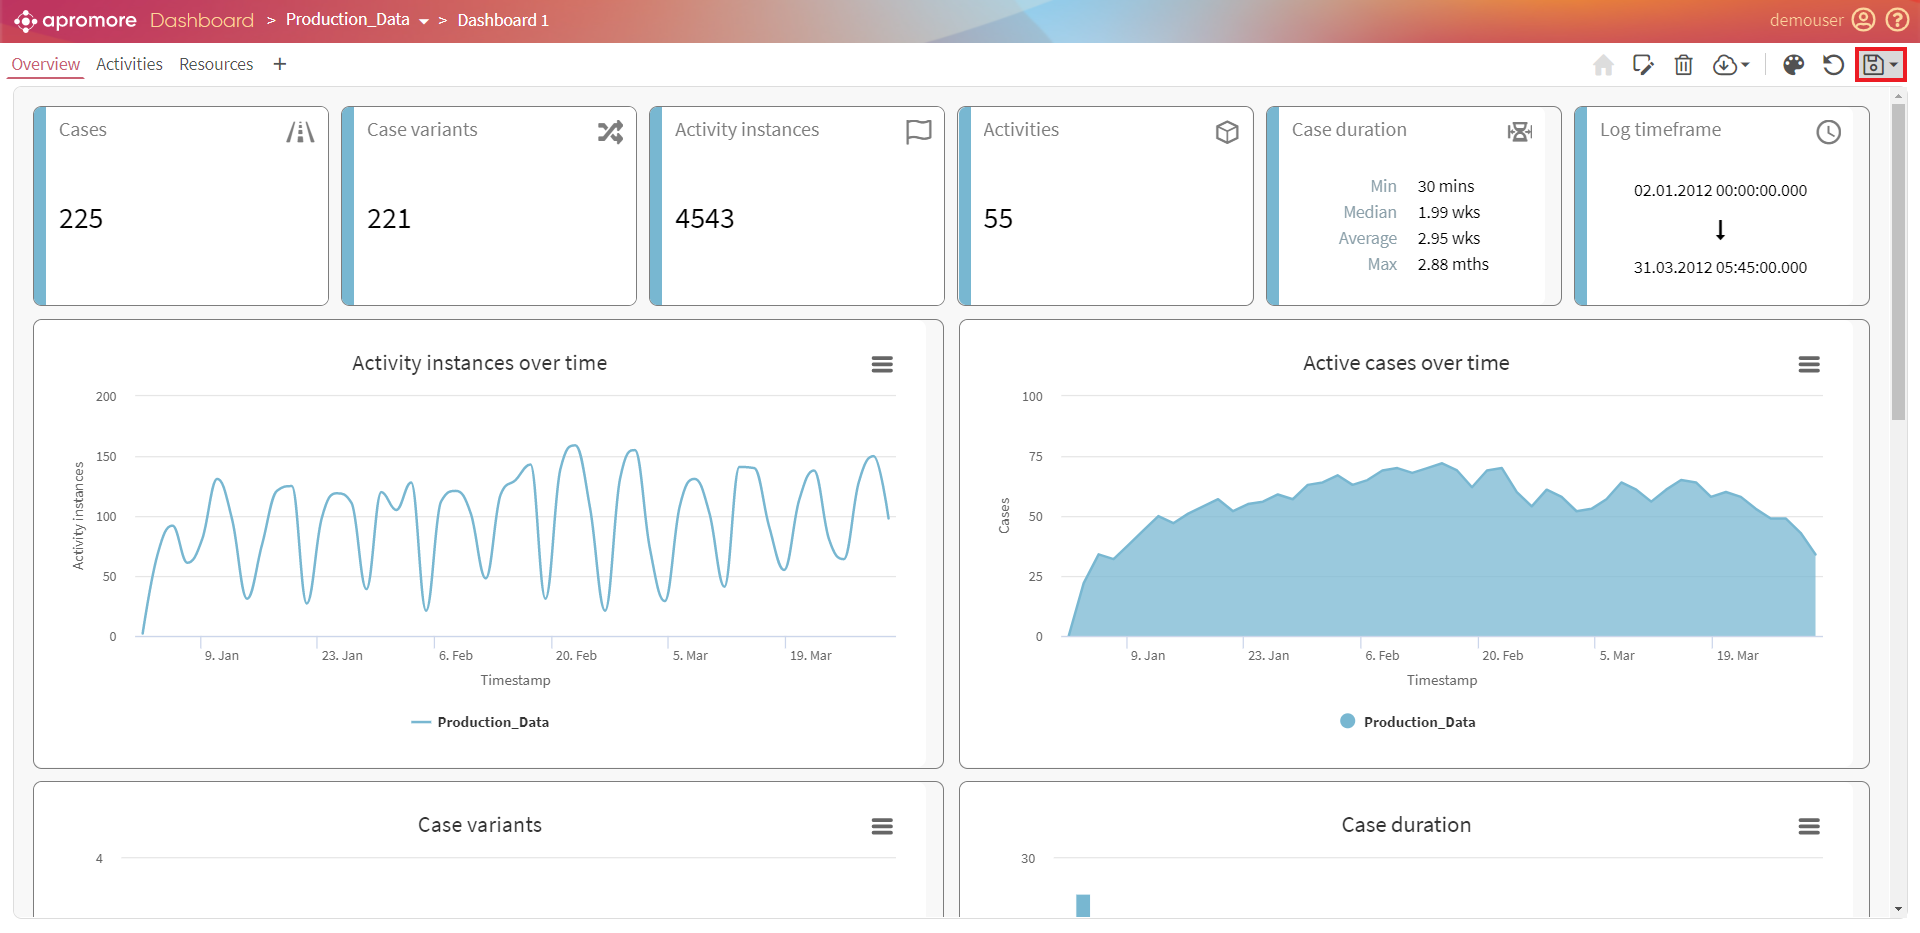 apromore Dashboard > Production_Data > Dashboard 1
demouser
Overview Activities Resources +
Cases
225
Case variants
221
Activity instances
4543
Activities
55
Case duration
Min 30 mins
Median 1.99 wks
Average 2.95 wks
Max 2.88 mths
Log timeframe
02.01.2012 00:00:00.000
31.03.2012 05:45:00.000
Activity instances over time
200
150
100
50
0
Activity instances
9. Jan 23. Jan 6. Feb 20. Feb 5. Mar 19. Mar
Timestamp
Production_Data
Active cases over time
100
75
50
25
0
Cases
9. Jan 23. Jan 6. Feb 20. Feb 5. Mar 19. Mar
Timestamp
Production_Data
Case variants
4
Case duration
30